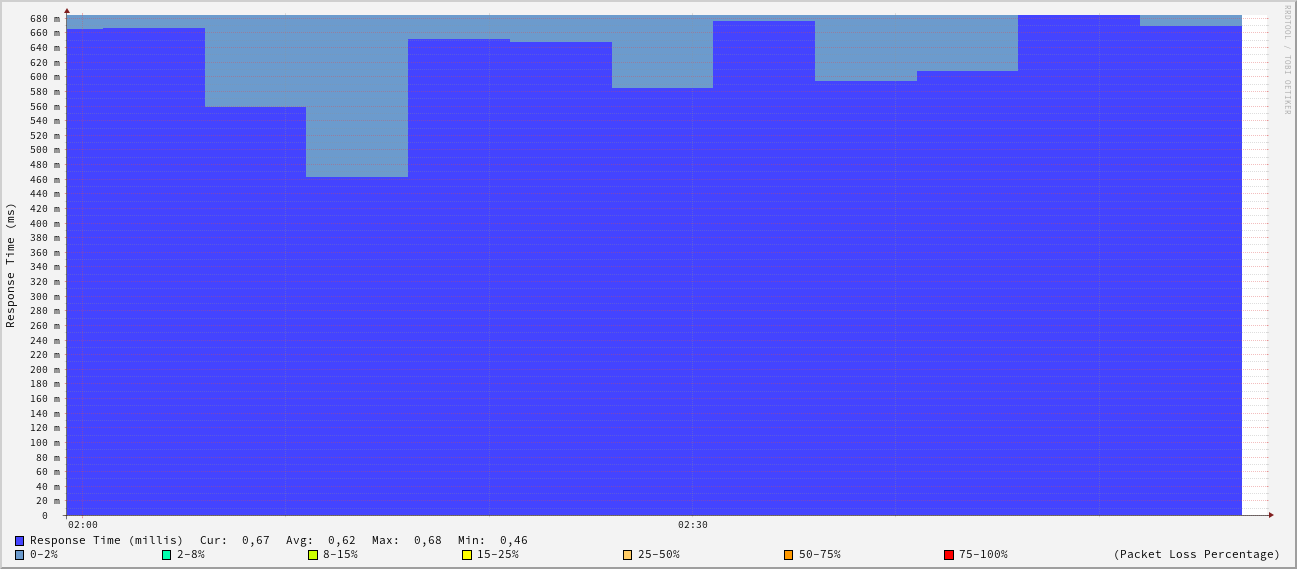 680 m
660 m
640 m
620 m
600 m
580 m
560 m
540 m
520 m
500 m
480 m
460 m
440 m
420 m
400 m
380 m
360 m
340 m
320 m
300 m
280 m
260 m
240 m
220 m
200 m
180 m
160 m
140 m
120 m
100 m
80 m
60 m
40 m
20 m
0
Response Time (ms)
02:00 02:30
RRDTOOL / TOBI OETIKER
Response Time (millis) Cur: 0,67 Avg: 0,62 Max: 0,68 Min: 0,46
0-2% 2-8% 8-15% 15-25% 25-50% 50-75% 75-100% (Packet Loss Percentage)